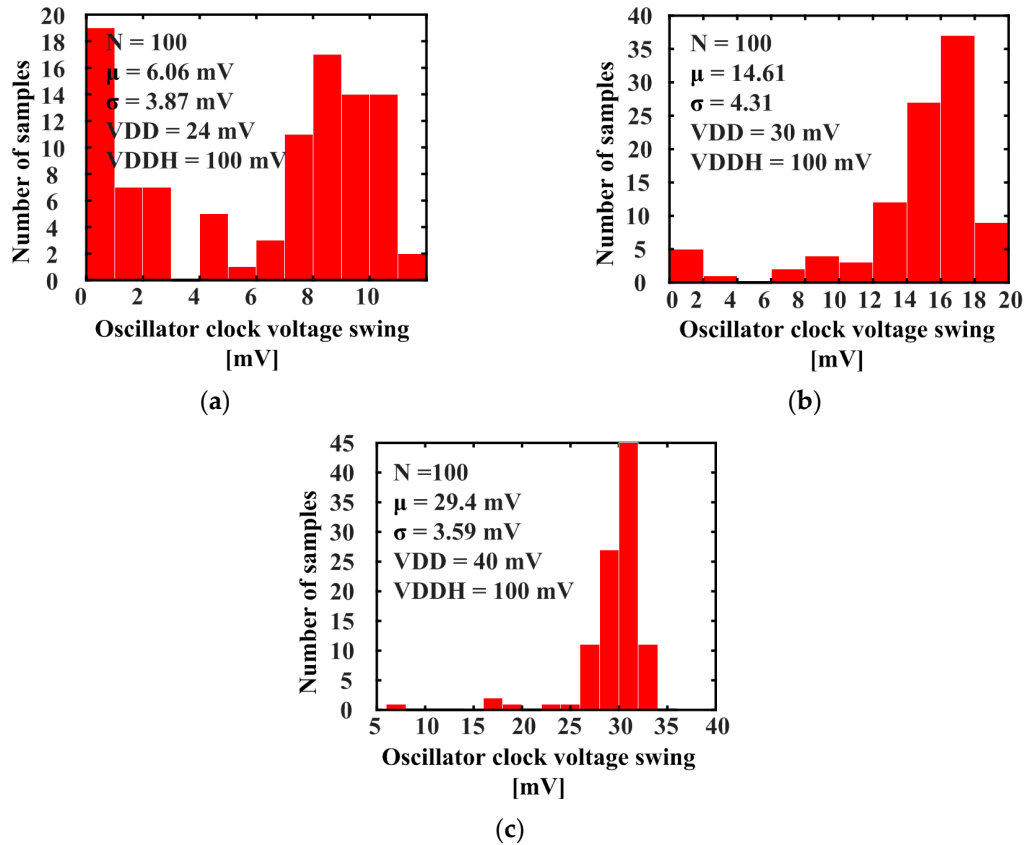 Number of samples
20
18
16
14
12
10
8
6
4
2
0
N = 100
μ = 6.06 mV
σ = 3.87 mV
VDD = 24 mV
VDDH = 100 mV
0 2 4 6 8 10
Oscillator clock voltage swing
[mV]
(a)
Number of samples
40
35
30
25
20
15
10
5
0
N = 100
μ = 14.61
σ = 4.31
VDD = 30 mV
VDDH = 100 mV
0 2 4 6 8 10 12 14 16 18 20
Oscillator clock voltage swing
[mV]
(b)
Number of samples
45
40
35
30
25
20
15
10
5
0
N =100
μ = 29.4 mV
σ = 3.59 mV
VDD = 40 mV
VDDH = 100 mV
5 10 15 20 25 30 35 40
Oscillator clock voltage swing
[mV]
(c)